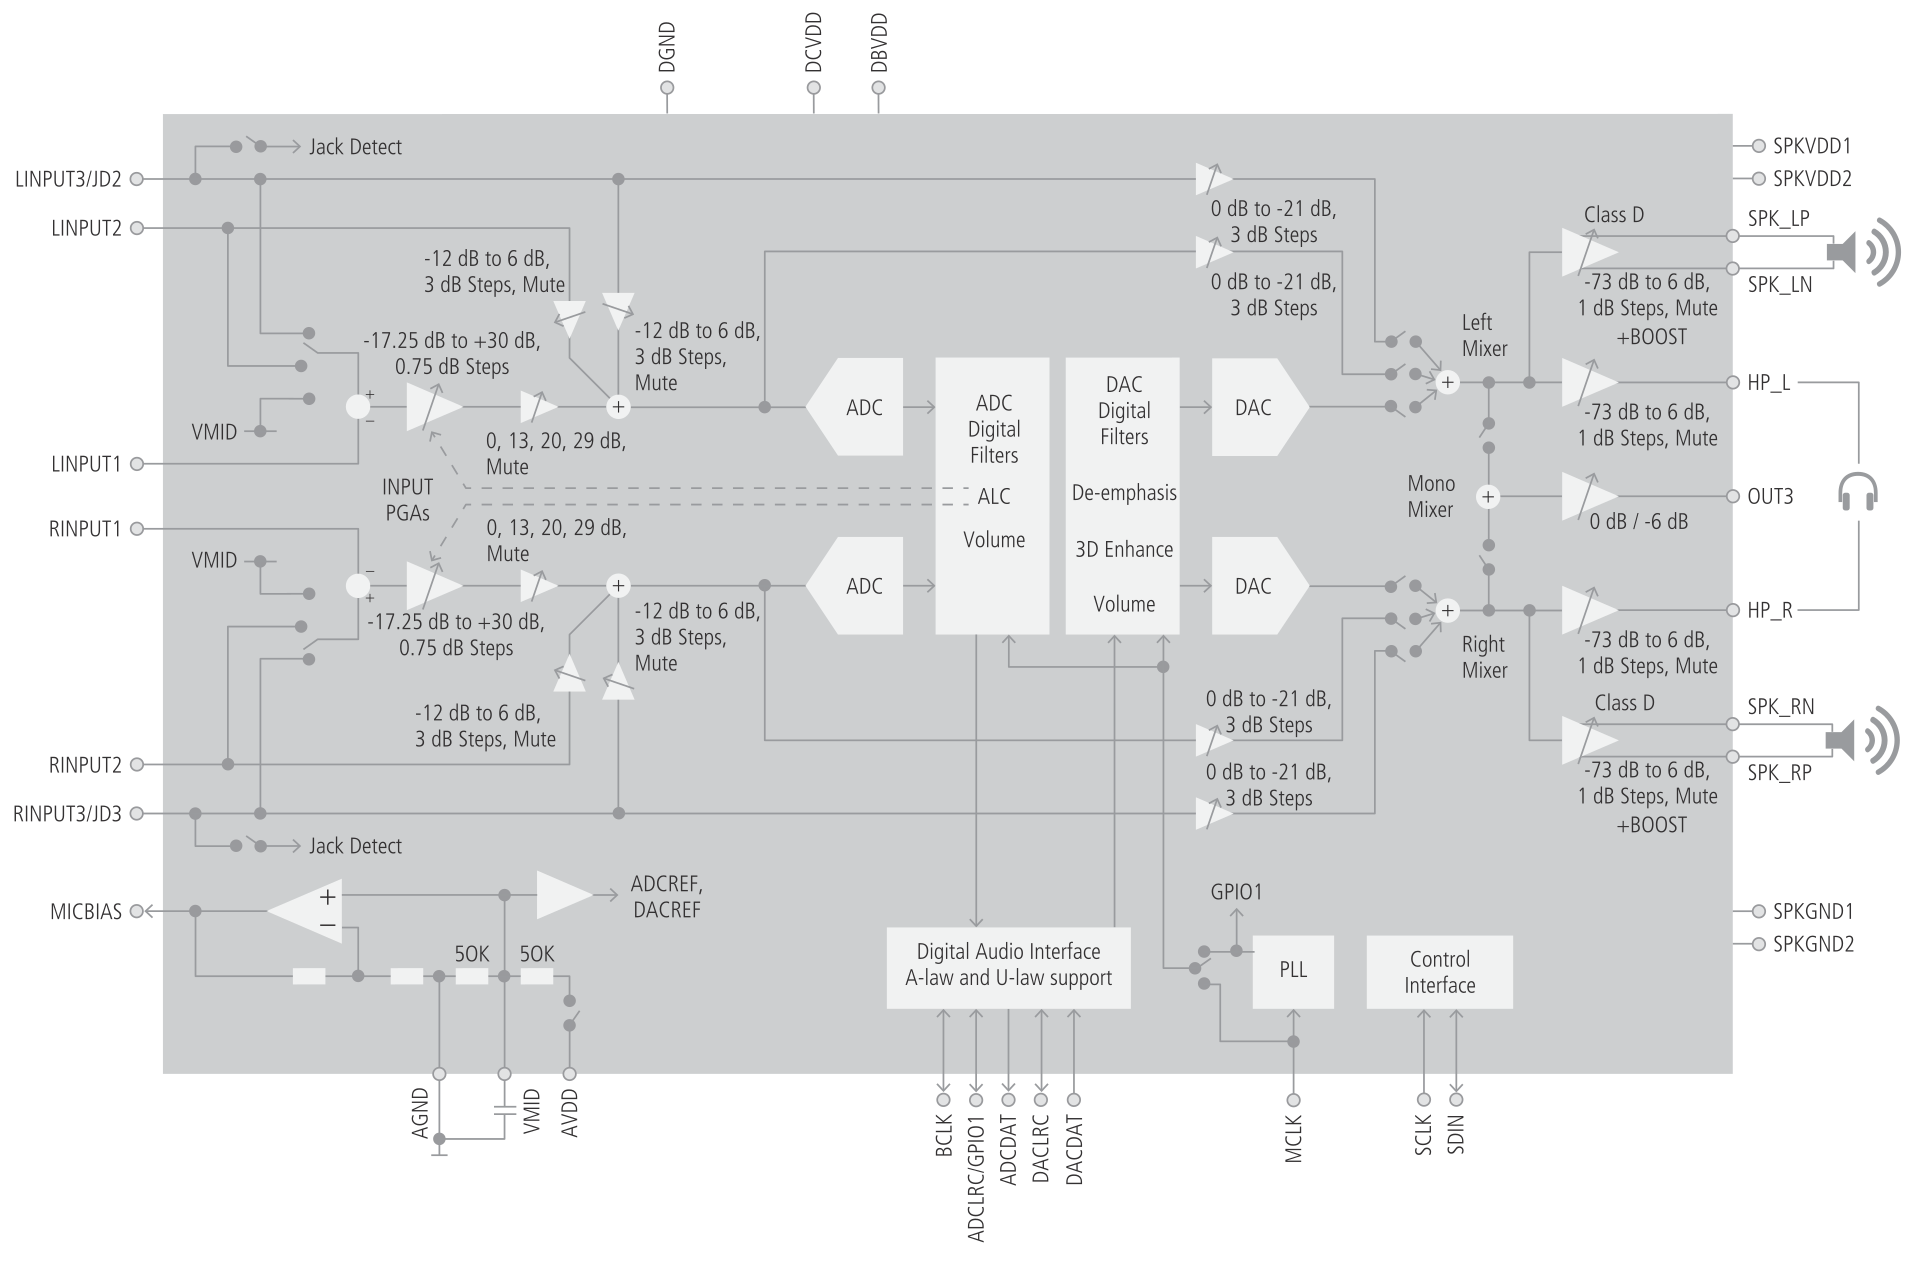 DGND
DCVDD
DBVDD
Jack Detect
LINPUT3/JD2
LINPUT2
SPKVDD1
SPKVDD2
0 dB to -21 dB,
3 dB Steps
0 dB to -21 dB,
3 dB Steps
Class D
SPK_LP
SPK_LN
-73 dB to 6 dB,
1 dB Steps, Mute
+BOOST
-12 dB to 6 dB,
3 dB Steps, Mute
-12 dB to 6 dB,
3 dB Steps,
Mute
-17.25 dB to +30 dB,
0.75 dB Steps
Left
Mixer
HP_L
-73 dB to 6 dB,
1 dB Steps, Mute
+
−
+
ADC
ADC
Digital
Filters
ALC
Volume
DAC
Digital
Filters
De-emphasis
3D Enhance
Volume
DAC
+
VMID
LINPUT1
0, 13, 20, 29 dB,
Mute
INPUT
PGAs
Mono
Mixer
+
OUT3
0 dB / -6 dB
RINPUT1
0, 13, 20, 29 dB,
Mute
VMID
−
+
+
ADC
DAC
+
HP_R
-17.25 dB to +30 dB,
0.75 dB Steps
-12 dB to 6 dB,
3 dB Steps,
Mute
Right
Mixer
-73 dB to 6 dB,
1 dB Steps, Mute
-12 dB to 6 dB,
3 dB Steps, Mute
0 dB to -21 dB,
3 dB Steps
0 dB to -21 dB,
3 dB Steps
Class D
SPK_RN
SPK_RP
-73 dB to 6 dB,
1 dB Steps, Mute
+BOOST
RINPUT2
RINPUT3/JD3
Jack Detect
MICBIAS
+
−
ADCREF,
DACREF
50K
50K
GPIO1
Digital Audio Interface
A-law and U-law support
PLL
Control
Interface
SPKGND1
SPKGND2
AGND
VMID
AVDD
BCLK
ADCLRC/GPIO1
ADCDAT
DACLRC
DACDAT
MCLK
SCLK
SDIN